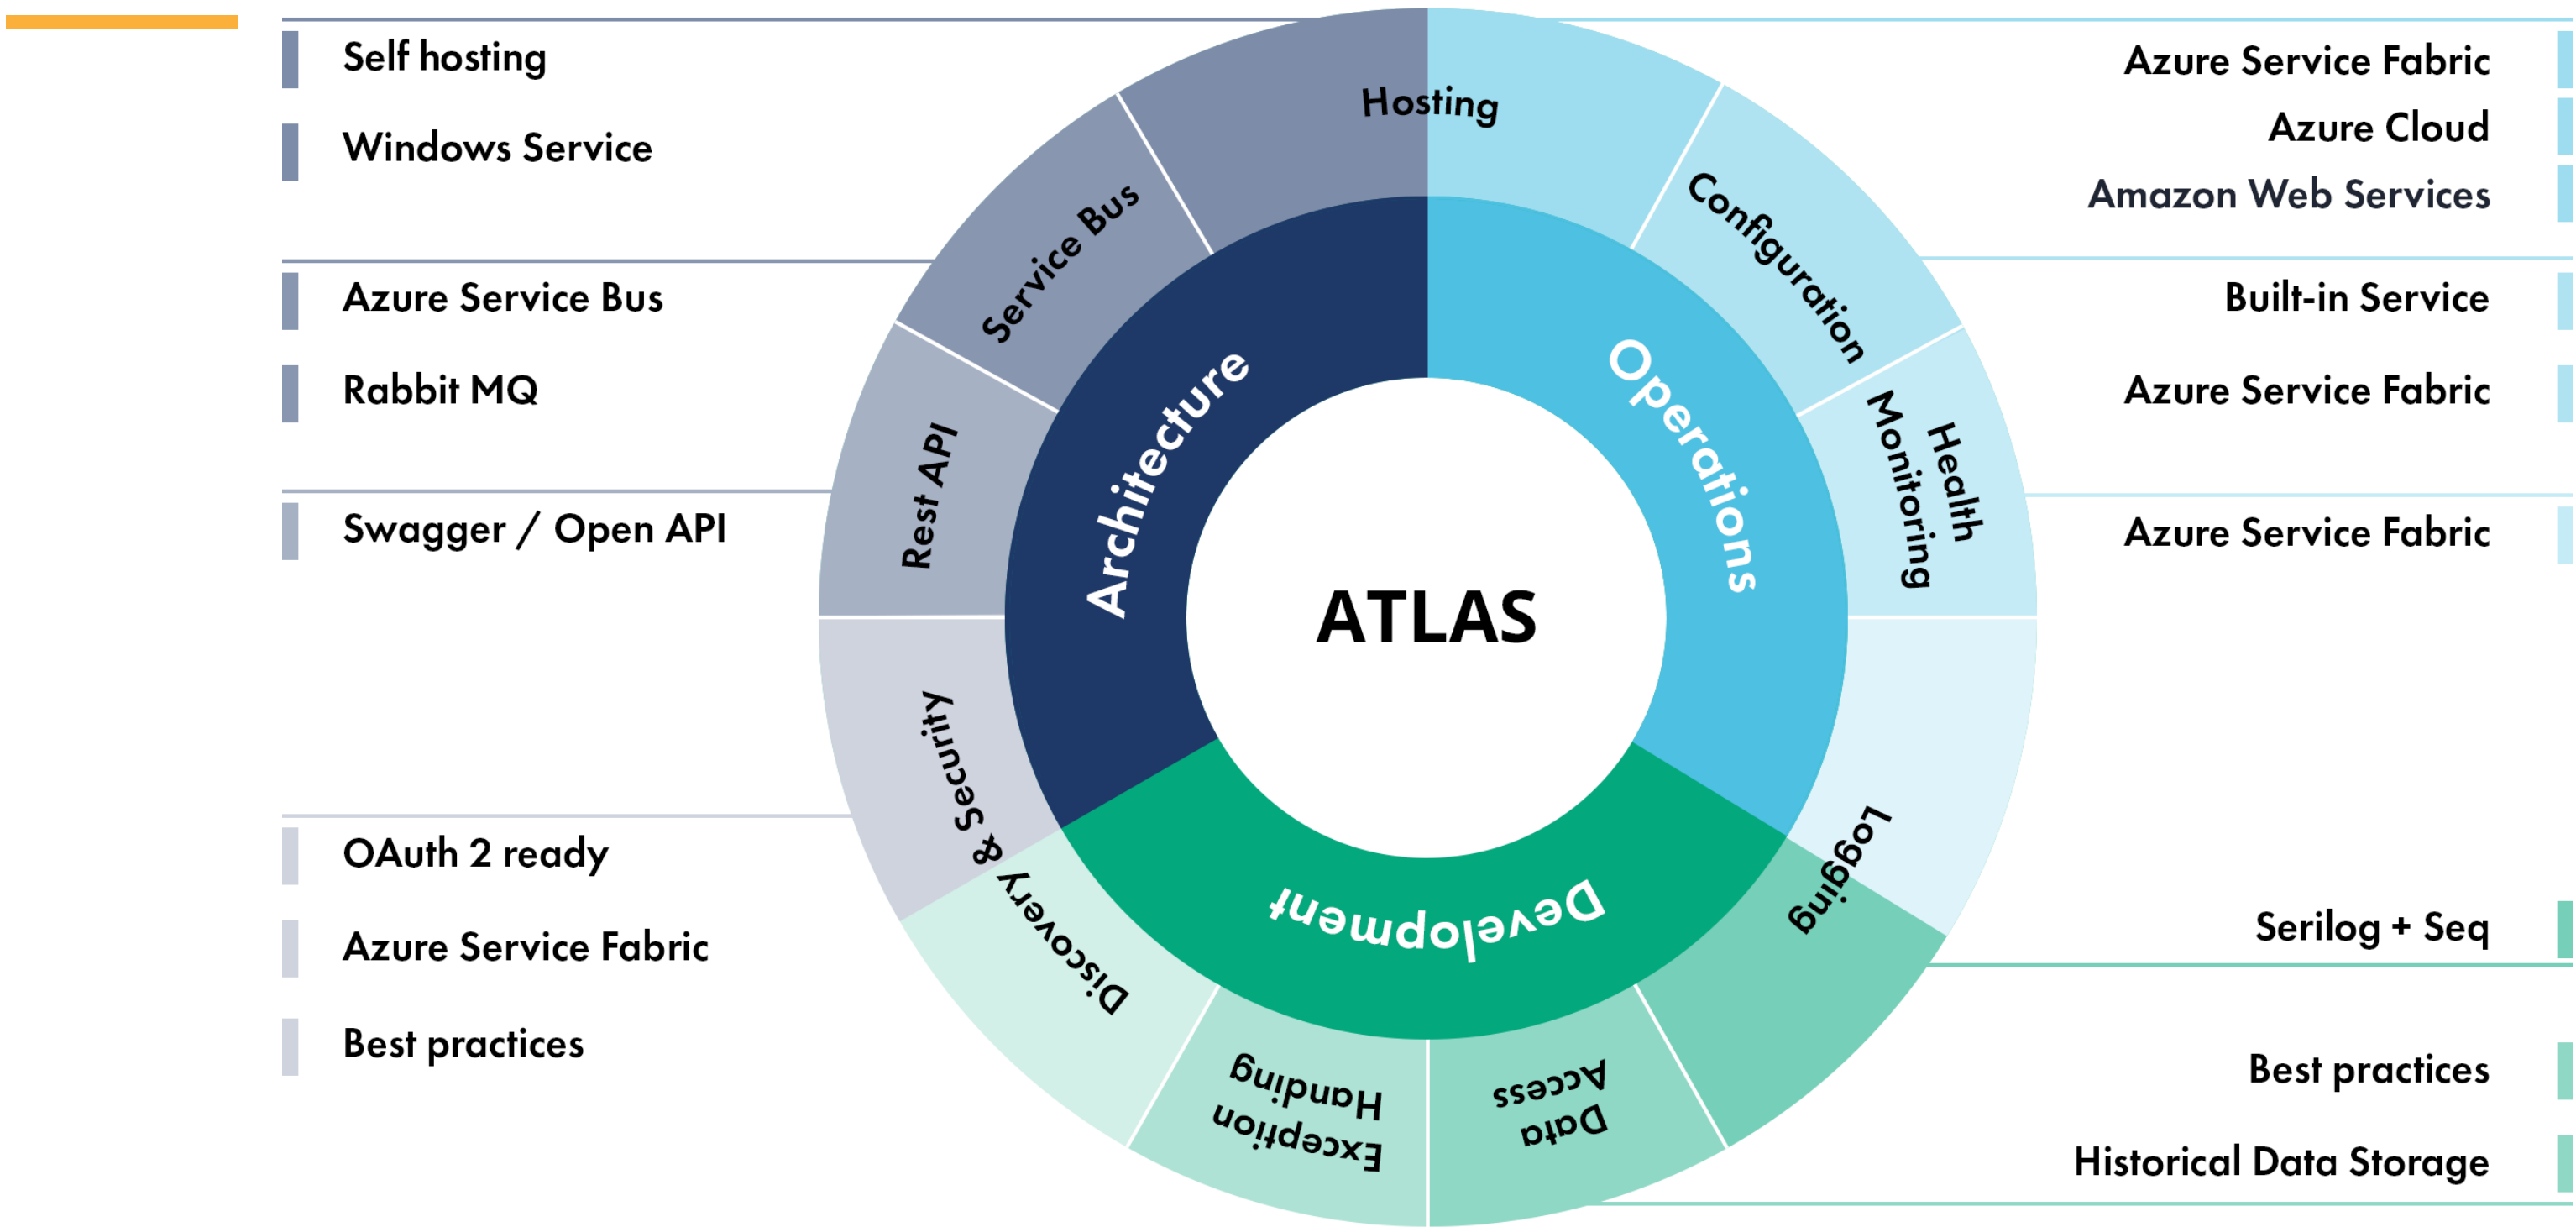 Self hosting
Windows Service
Azure Service Bus
Rabbit MQ
Swagger / Open API
OAuth 2 ready
Azure Service Fabric
Best practices
Hosting
Service Bus
Rest API
Discovery & Security
Exception
Handing
Data
Access
Logging
Health
Monitoring
Configuration
Architecture
Operations
Development
ATLAS
Azure Service Fabric
Azure Cloud
Amazon Web Services
Built-in Service
Azure Service Fabric
Azure Service Fabric
Serilog + Seq
Best practices
Historical Data Storage